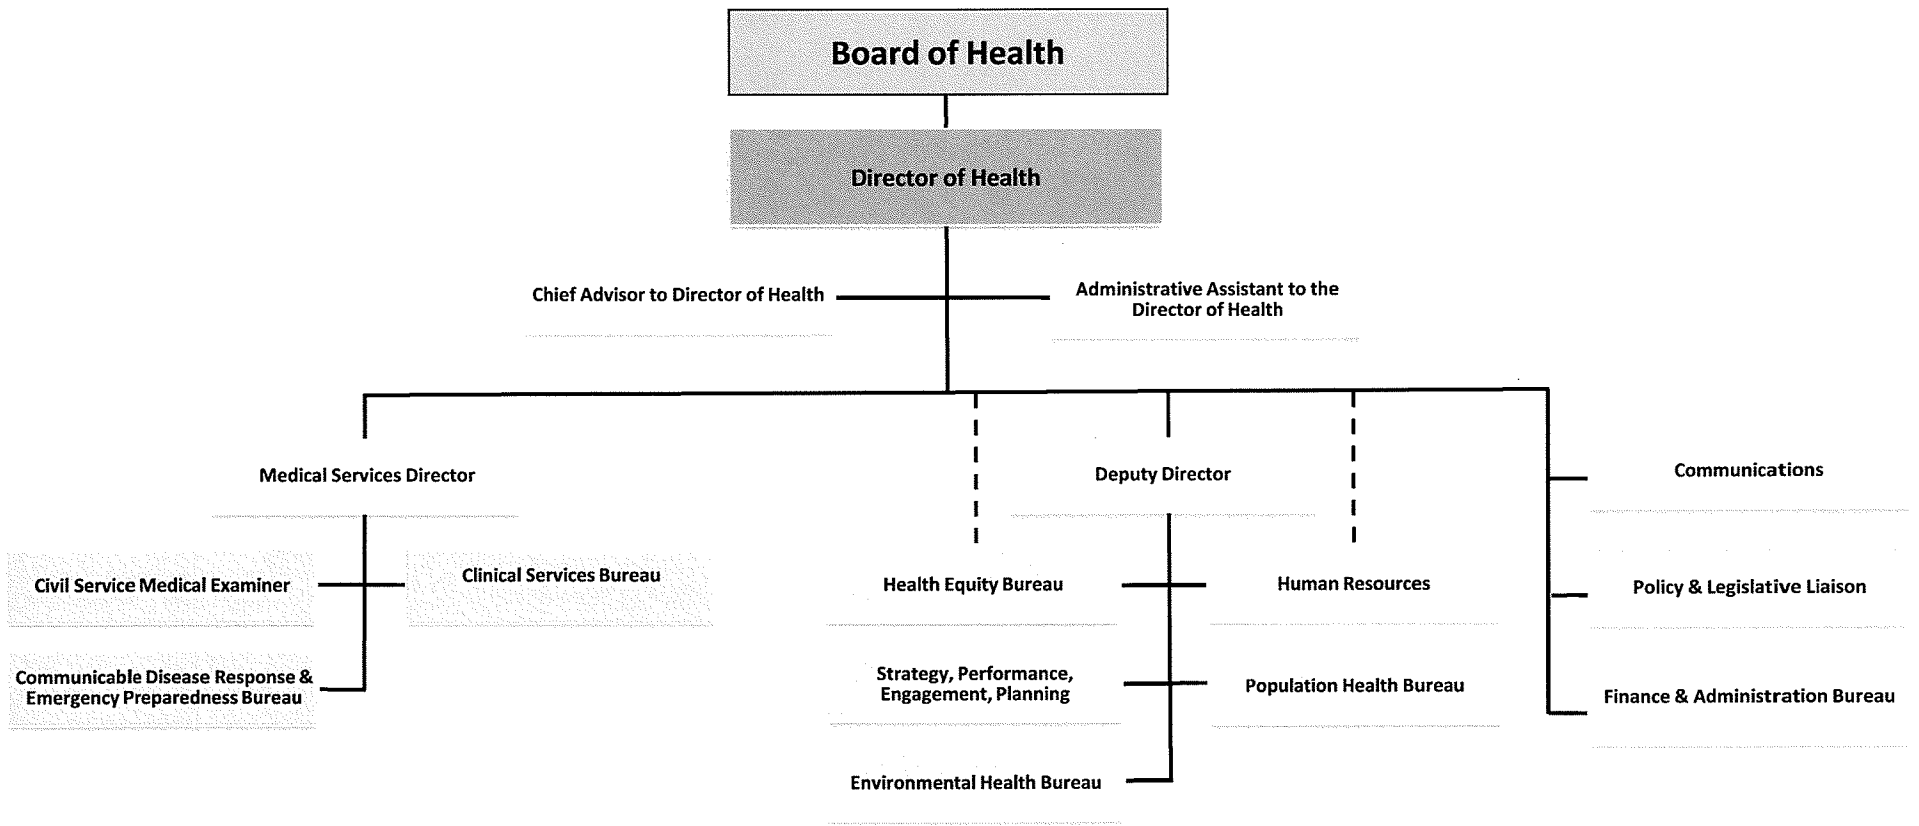 Board of Health
Director of Health
Chief Advisor to Director of Health
Administrative Assistant to the
Director of Health
Medical Services Director
Deputy Director
Communications
Civil Service Medical Examiner
Clinical Services Bureau
Health Equity Bureau
Human Resources
Policy & Legislative Liaison
Communicable Disease Response &
Emergency Preparedness Bureau
Strategy, Performance,
Engagement, Planning
Population Health Bureau
Finance & Administration Bureau
Environmental Health Bureau